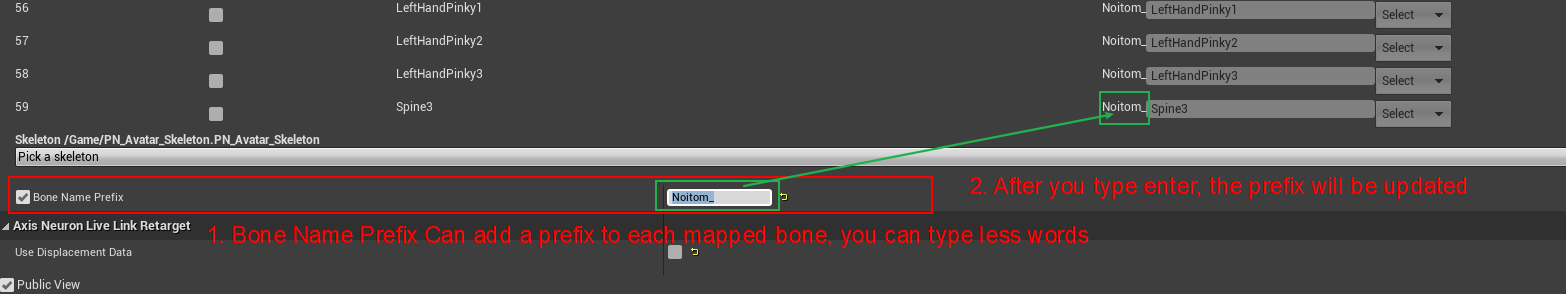 56 LeftHandPinky1 Noitom_ LeftHandPinky1 Select
57 LeftHandPinky2 Noitom_ LeftHandPinky2 Select
58 LeftHandPinky3 Noitom_ LeftHandPinky3 Select
59 Spine3 Noitom_ Spine3 Select
Skeleton /Game/PN_Avatar_Skeleton.PN_Avatar_Skeleton
Pick a skeleton
Bone Name Prefix Noitom_ 2. After you type enter, the prefix will be updated
Axis Neuron Live Link Retarget
1. Bone Name Prefix Can add a prefix to each mapped bone, you can type less words
Use Displacement Data
Public View